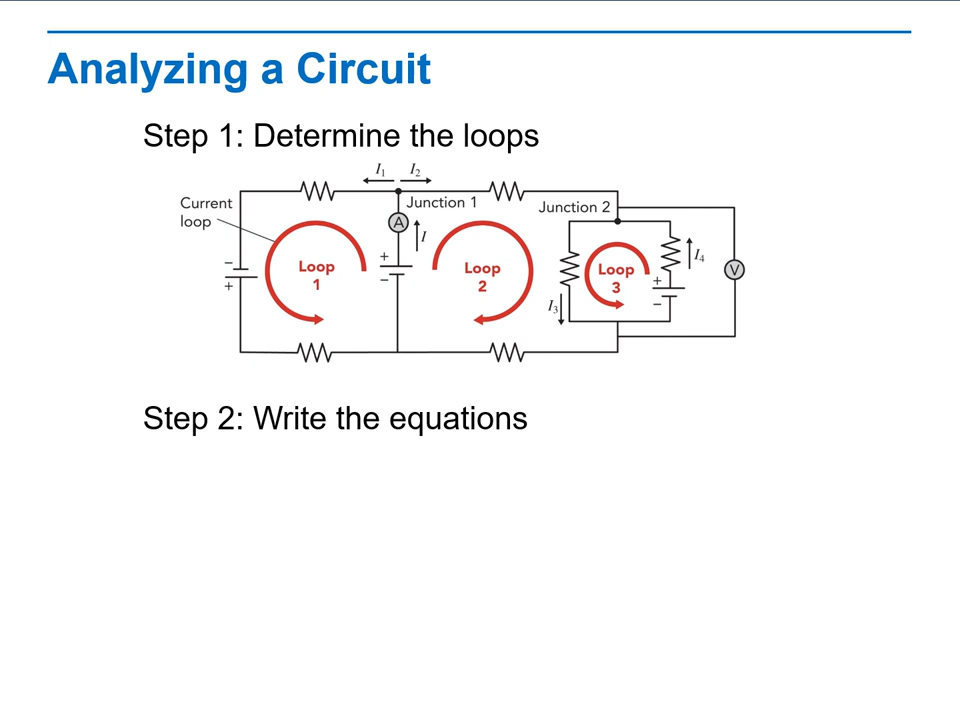 Analyzing a Circuit
Step 1: Determine the loops
I₁ I₂
Current
loop
Junction 1
Junction 2
A
I
+
−
−
+
Loop
1
Loop
2
Loop
3
I₃
I₄
+
−
V
Step 2: Write the equations